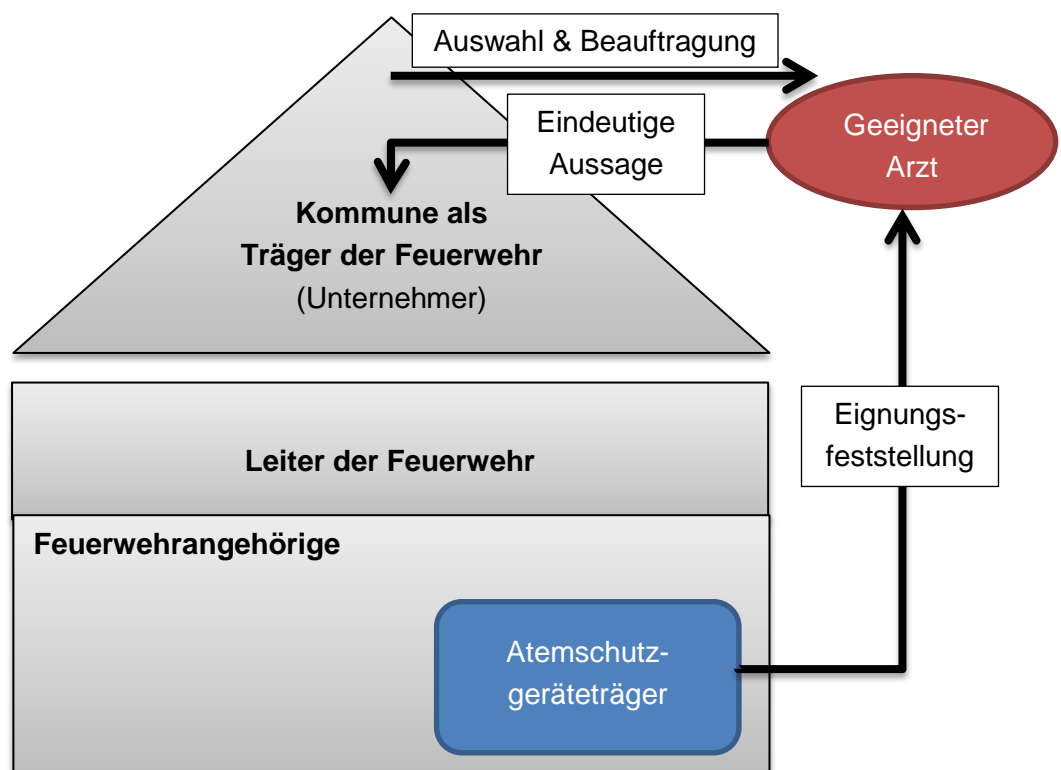 Auswahl & Beauftragung
Eindeutige
Aussage
Geeigneter
Arzt
Kommune als
Träger der Feuerwehr
(Unternehmer)
Eignungs-
feststellung
Leiter der Feuerwehr
Feuerwehrangehörige
Atemschutz-
geräteträger